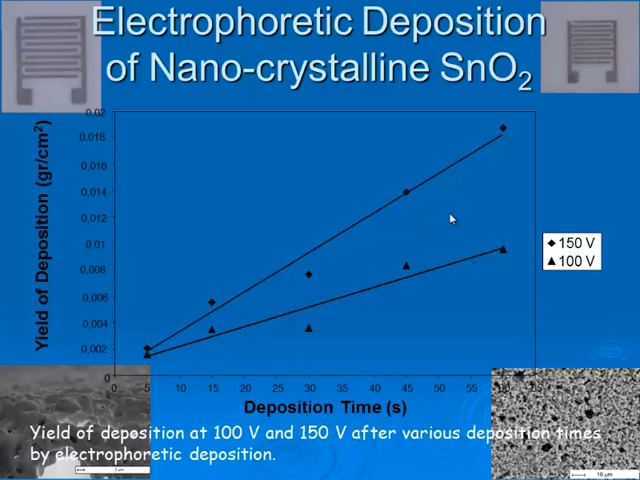 Electrophoretic Deposition
of Nano-crystalline SnO2
Yield of Deposition (gr/cm2)
0,02
0,018
0,016
0,014
0,012
0,01
0,008
0,006
0,004
0,002
0
0 5 10 15 20 25 30 35 40 45 50 55 60 65
Deposition Time (s)
150 V
100 V
Yield of deposition at 100 V and 150 V after various deposition times
by electrophoretic deposition.
10 µm